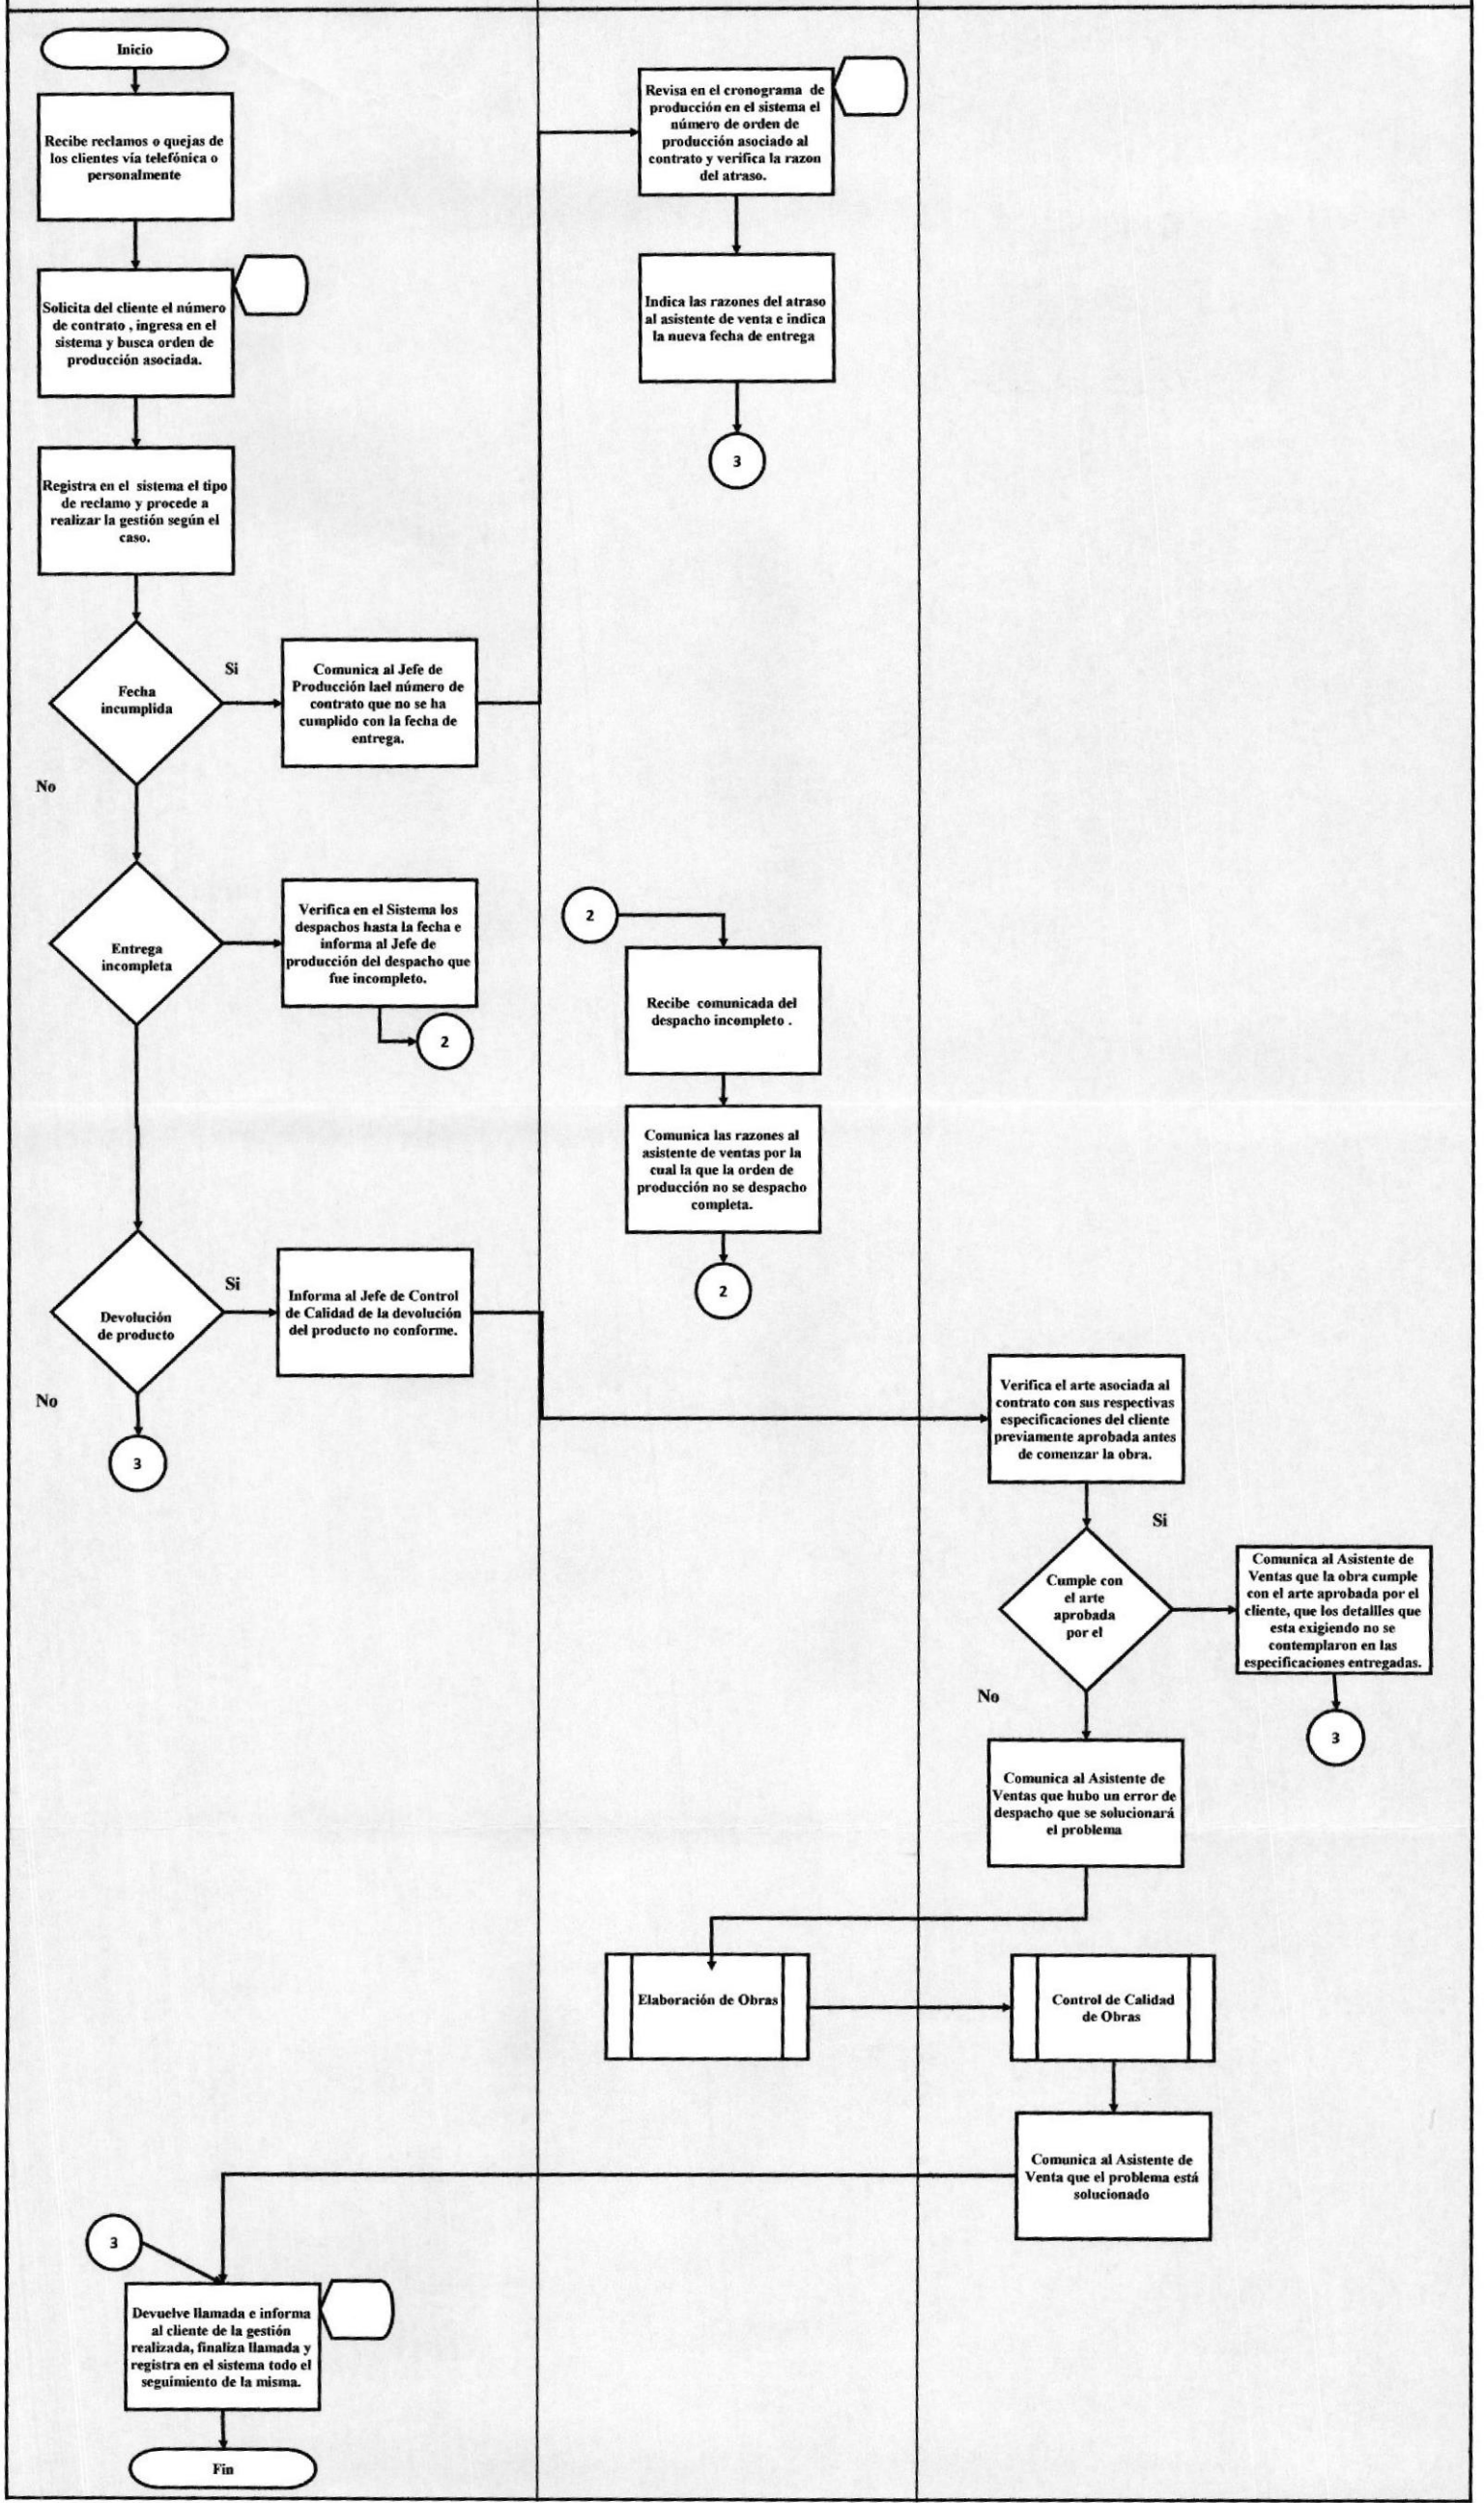 Inicio
Recibe reclamos o quejas de
los clientes vía telefónica o
personalmente
Solicita del cliente el número
de contrato , ingresa en el
sistema y busca orden de
producción asociada.
Registra en el  sistema el tipo
de reclamo y procede a
realizar la gestión según el
caso.
Fecha
incumplida
Si
No
Comunica al Jefe de
Producción lael número de
contrato que no se ha
cumplido con la fecha de
entrega.
Revisa en el cronograma  de
producción en el sistema el
número de orden de
producción asociado al
contrato y verifica la razon
del atraso.
Indica las razones del atraso
al asistente de venta e indica
la nueva fecha de entrega
3
Entrega
incompleta
Verifica en el Sistema los
despachos hasta la fecha e
informa al Jefe de
producción del despacho que
fue incompleto.
2
2
Recibe  comunicada del
despacho incompleto .
Comunica las razones al
asistente de ventas por la
cual la que la orden de
producción no se despacho
completa.
2
Devolución
de producto
Si
No
3
Informa al Jefe de Control
de Calidad de la devolución
del producto no conforme.
Verifica el arte asociada al
contrato con sus respectivas
especificaciones del cliente
previamente aprobada antes
de comenzar la obra.
Cumple con
el arte
aprobada
por el
Si
No
Comunica al Asistente de
Ventas que la obra cumple
con el arte aprobada por el
cliente, que los detallles que
esta exigiendo no se
contemplaron en las
especificaciones entregadas.
3
Comunica al Asistente de
Ventas que hubo un error de
despacho que se solucionará
el problema
Elaboración de Obras
Control de Calidad
de Obras
Comunica al Asistente de
Venta que el problema está
solucionado
3
Devuelve llamada e informa
al cliente de la gestión
realizada, finaliza llamada y
registra en el sistema todo el
seguimiento de la misma.
Fin